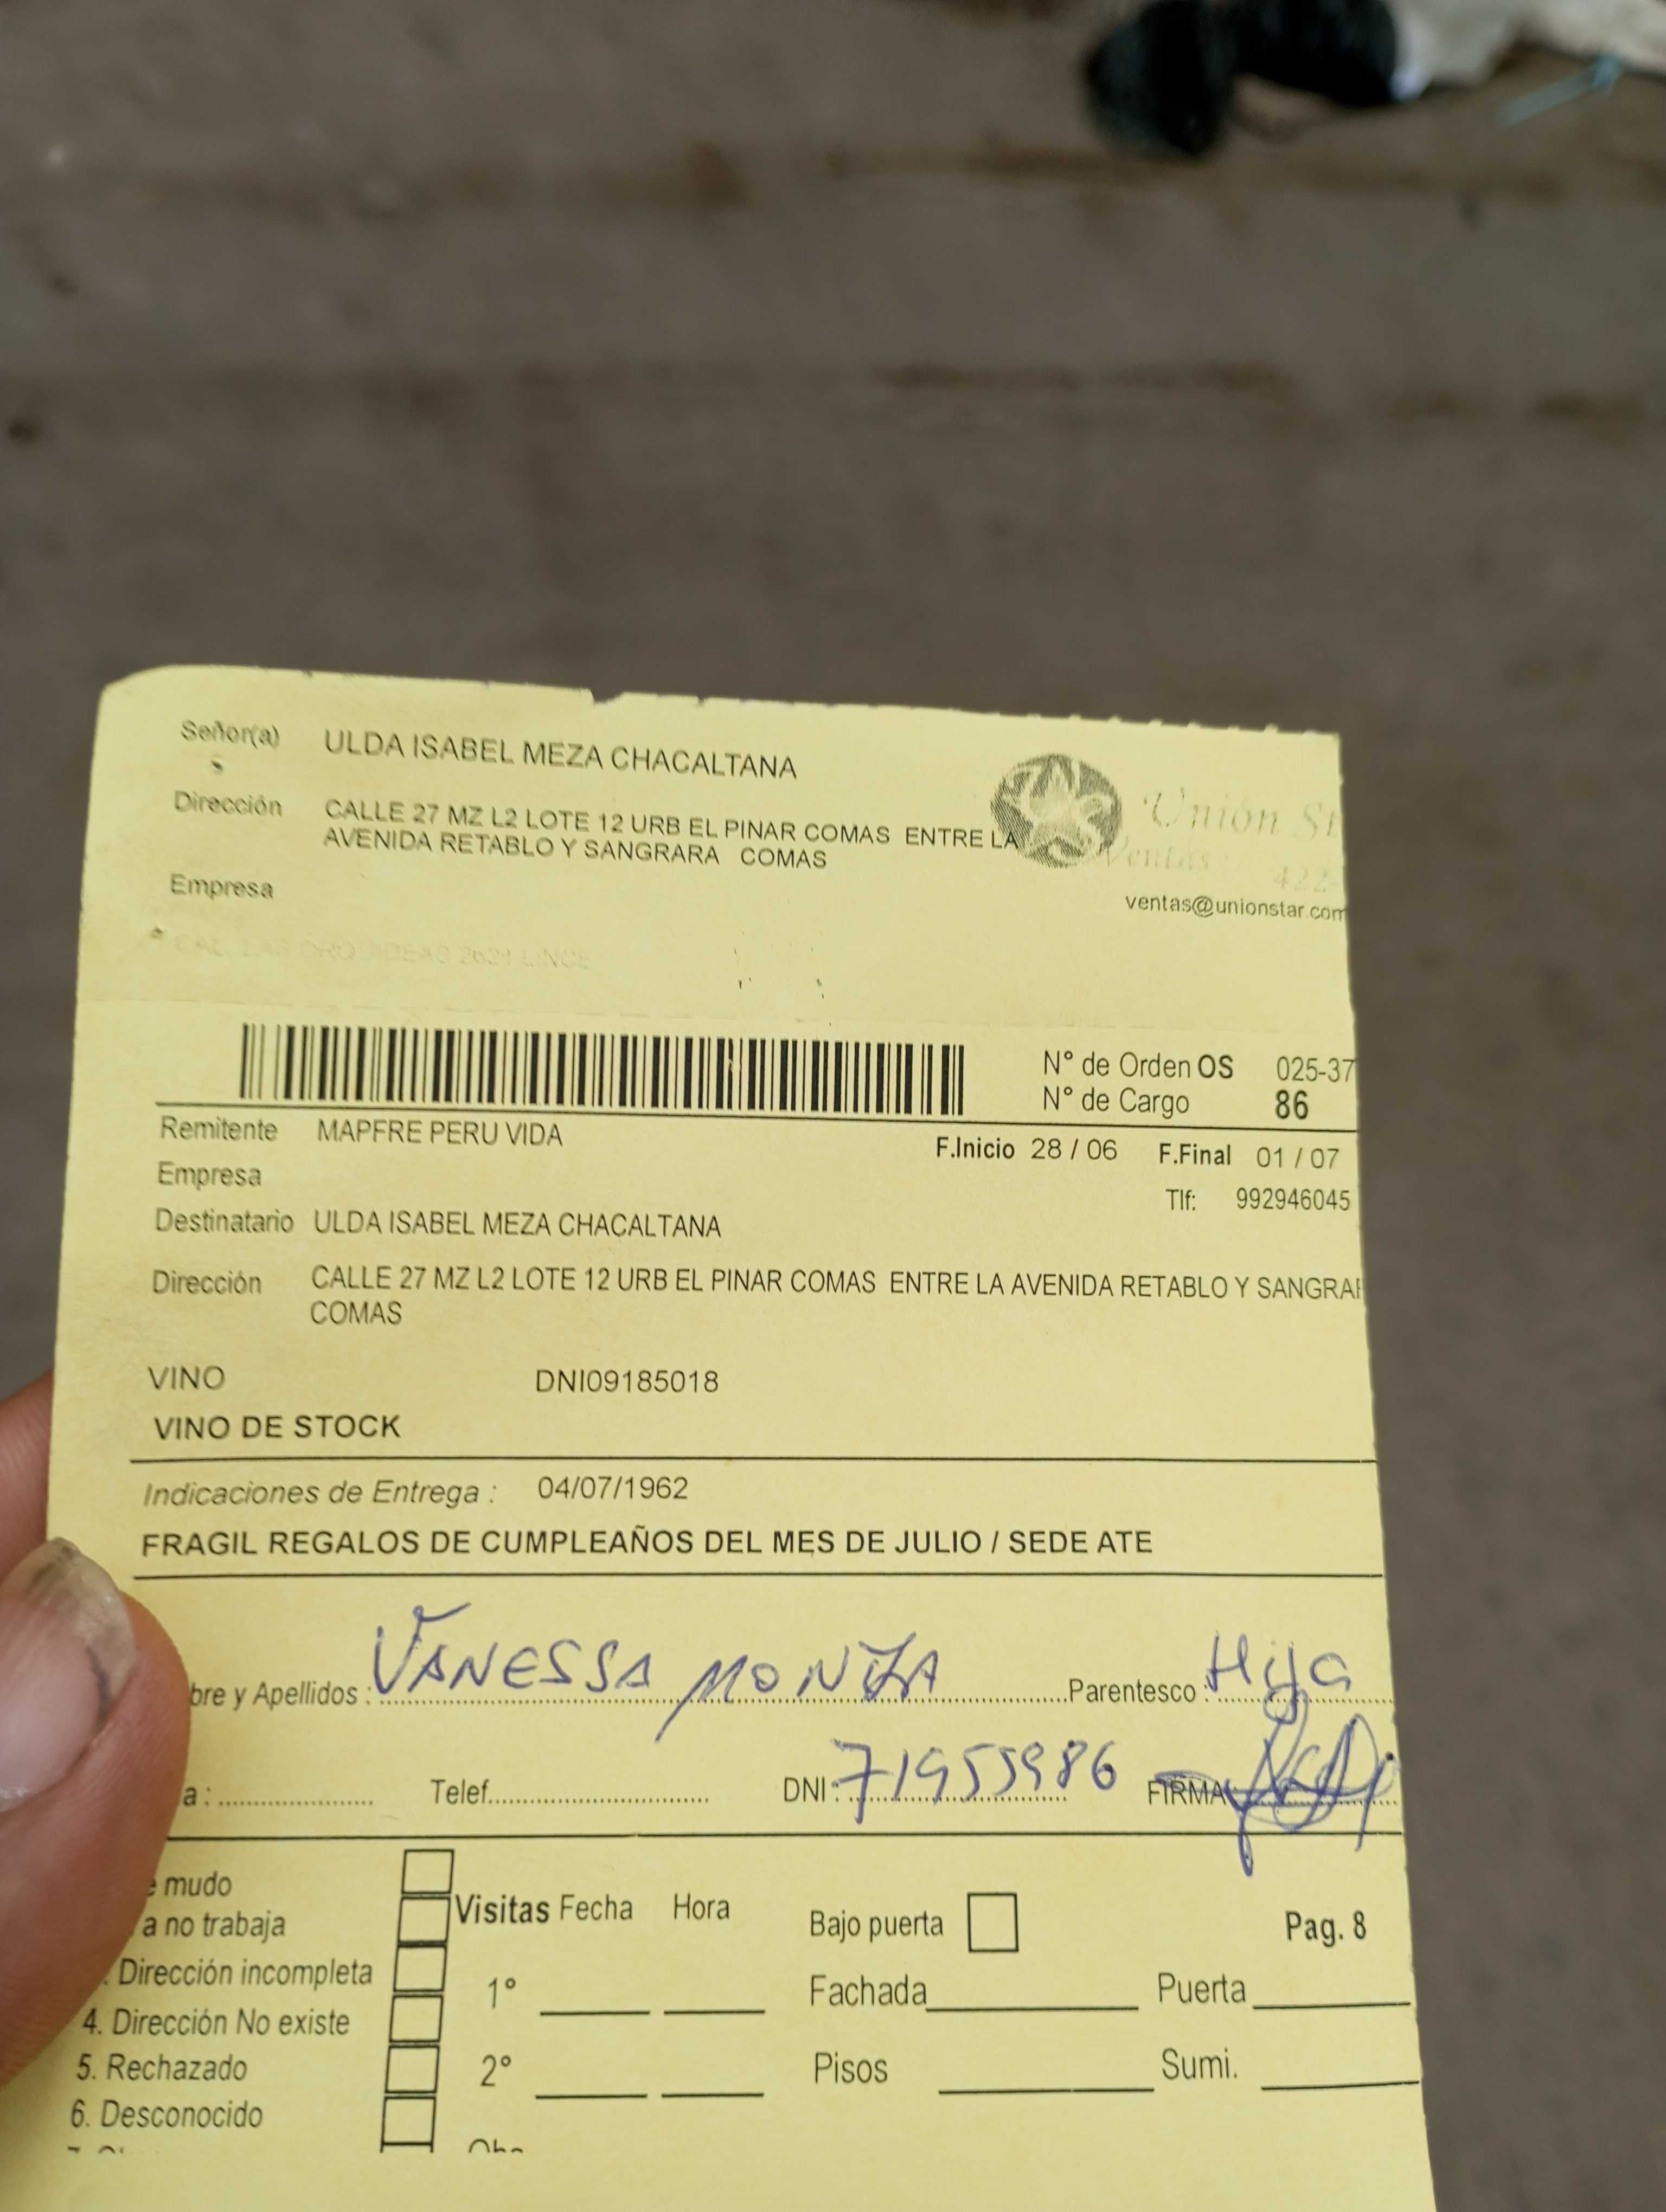 Señor(a) ULDA ISABEL MEZA CHACALTANA
Dirección CALLE 27 MZ L2 LOTE 12 URB EL PINAR COMAS ENTRE LA
AVENIDA RETABLO Y SANGRARA COMAS
Unión St
Ventas 422-
Empresa
ventas@unionstar.com
2621 LINCE
N° de Orden OS 025-37
N° de Cargo 86
Remitente MAPFRE PERU VIDA
F.Inicio 28 / 06 F.Final 01 / 07
Empresa
Tlf: 992946045
Destinatario ULDA ISABEL MEZA CHACALTANA
Dirección CALLE 27 MZ L2 LOTE 12 URB EL PINAR COMAS ENTRE LA AVENIDA RETABLO Y SANGRAR
COMAS
VINO DNI09185018
VINO DE STOCK
Indicaciones de Entrega : 04/07/1962
FRAGIL REGALOS DE CUMPLEAÑOS DEL MES DE JULIO / SEDE ATE
bre y Apellidos : VANESSA Parentesco : Hija
a : Telef. DNI : 71955986 FIRMA
e mudo
a no trabaja
Visitas Fecha Hora Bajo puerta Pag. 8
Dirección incompleta
1° Fachada Puerta
4. Dirección No existe
5. Rechazado 2° Pisos Sumi.
6. Desconocido